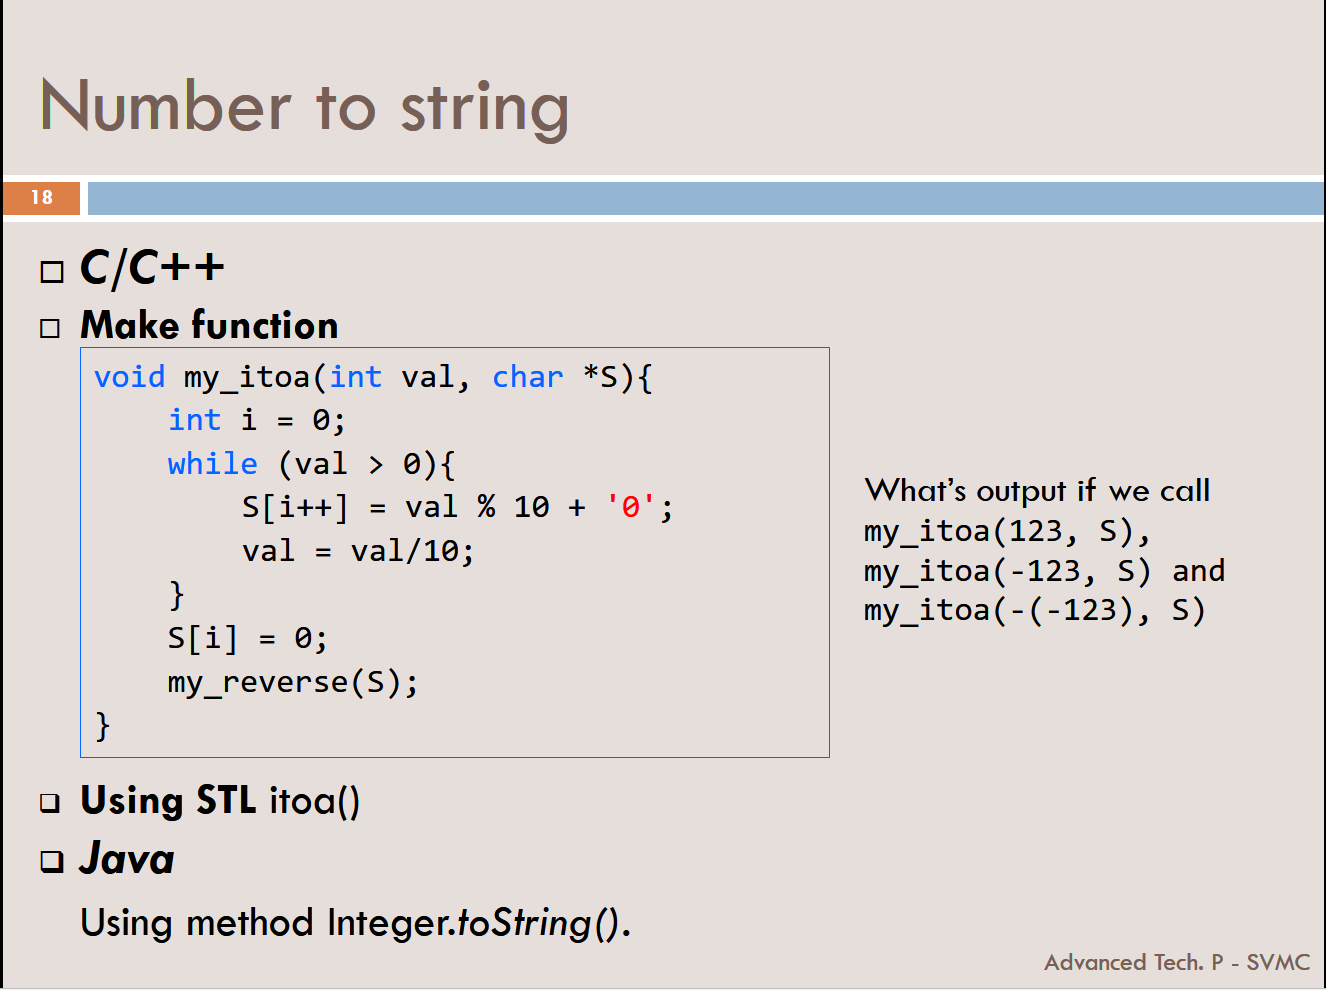 Number to string
18
C/C++
Make function
void my_itoa(int val, char *S){
int i = 0;
while (val > 0){
S[i++] = val % 10 + '0';
val = val/10;
}
S[i] = 0;
my_reverse(S);
}
What's output if we call
my_itoa(123, S),
my_itoa(-123, S) and
my_itoa(-(-123), S)
Using STL itoa()
Java
Using method Integer.toString().
Advanced Tech. P - SVMC